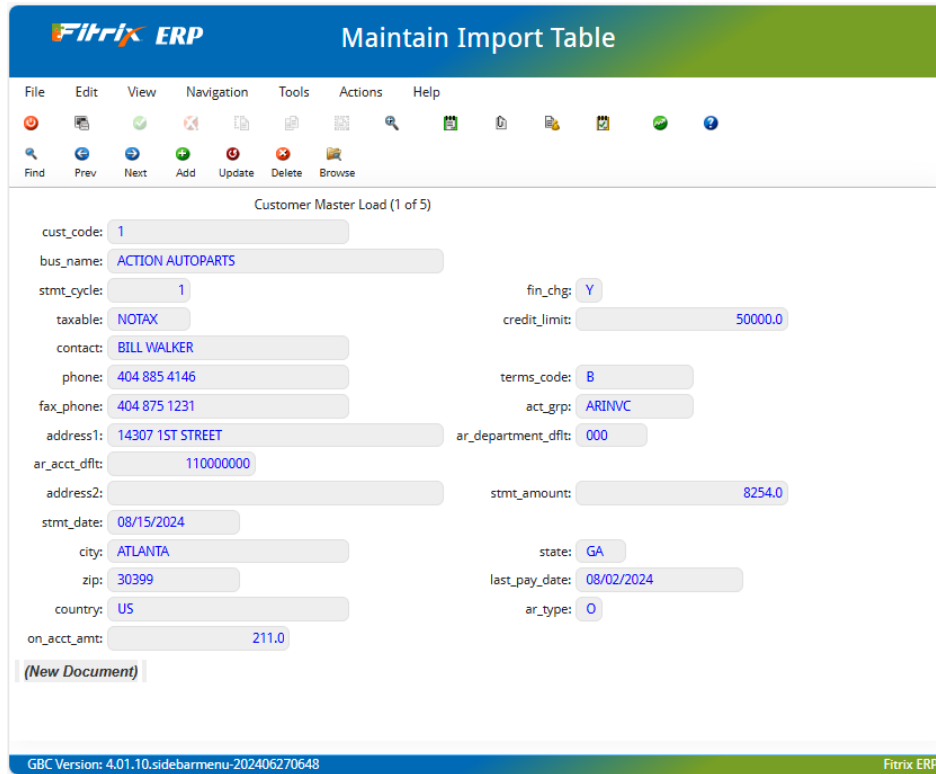 Fitrix ERP Maintain Import Table
File Edit View Navigation Tools Actions Help
Find Prev Next Add Update Delete Browse
Customer Master Load (1 of 5)
cust_code: 1
bus_name: ACTION AUTOPARTS
stmt_cycle: 1 fin_chg: Y
taxable: NOTAX credit_limit: 50000.0
contact: BILL WALKER
phone: 404 885 4146 terms_code: B
fax_phone: 404 875 1231 act_grp: ARINVC
address1: 14307 1ST STREET ar_department_dflt: 000
ar_acct_dflt: 110000000
address2: stmt_amount: 8254.0
stmt_date: 08/15/2024
city: ATLANTA state: GA
zip: 30399 last_pay_date: 08/02/2024
country: US ar_type: O
on_acct_amt: 211.0
(New Document)
GBC Version: 4.01.10.sidebarmenu-202406270648 Fitrix ERP